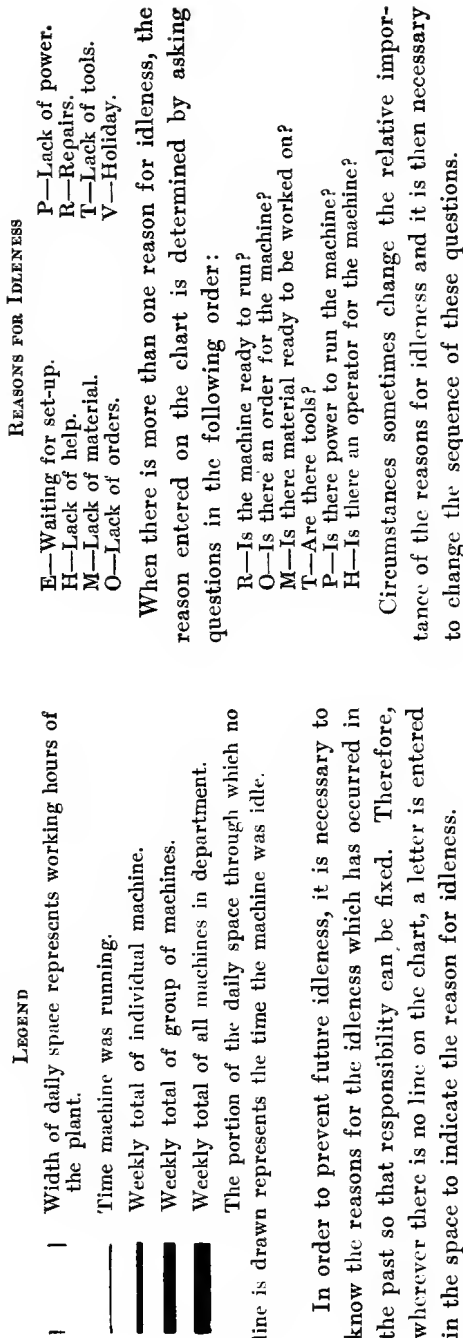 LEGEND
Width of daily space represents working hours of
the plant.
Time machine was running.
Weekly total of individual machine.
Weekly total of group of machines.
Weekly total of all machines in department.
The portion of the daily space through which no
line is drawn represents the time the machine was idle.
In order to prevent future idleness, it is necessary to
know the reasons for the idleness which has occurred in
the past so that responsibility can be fixed. Therefore,
wherever there is no line on the chart, a letter is entered
in the space to indicate the reason for idleness.
REASONS FOR IDLENESS
E—Waiting for set-up.
H—Lack of help.
M—Lack of material.
O—Lack of orders.
P—Lack of power.
R—Repairs.
T—Lack of tools.
V—Holiday.
When there is more than one reason for idleness, the
reason entered on the chart is determined by asking
questions in the following order:
R—Is the machine ready to run?
O—Is there an order for the machine?
M—Is there material ready to be worked on?
T—Are there tools?
P—Is there power to run the machine?
H—Is there an operator for the machine?
Circumstances sometimes change the relative impor-
tance of the reasons for idleness and it is then necessary
to change the sequence of these questions.